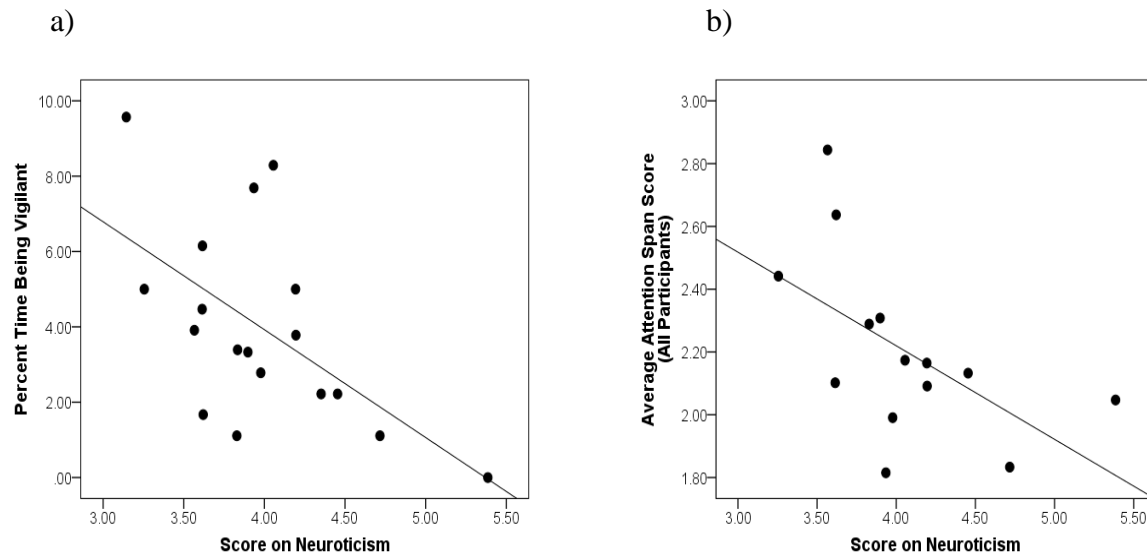 a)
b)
Percent Time Being Vigilant
10.00
8.00
6.00
4.00
2.00
.00
3.00 3.50 4.00 4.50 5.00 5.50
Score on Neuroticism
Average Attention Span Score
(All Participants)
3.00
2.80
2.60
2.40
2.20
2.00
1.80
3.00 3.50 4.00 4.50 5.00 5.50
Score on Neuroticism